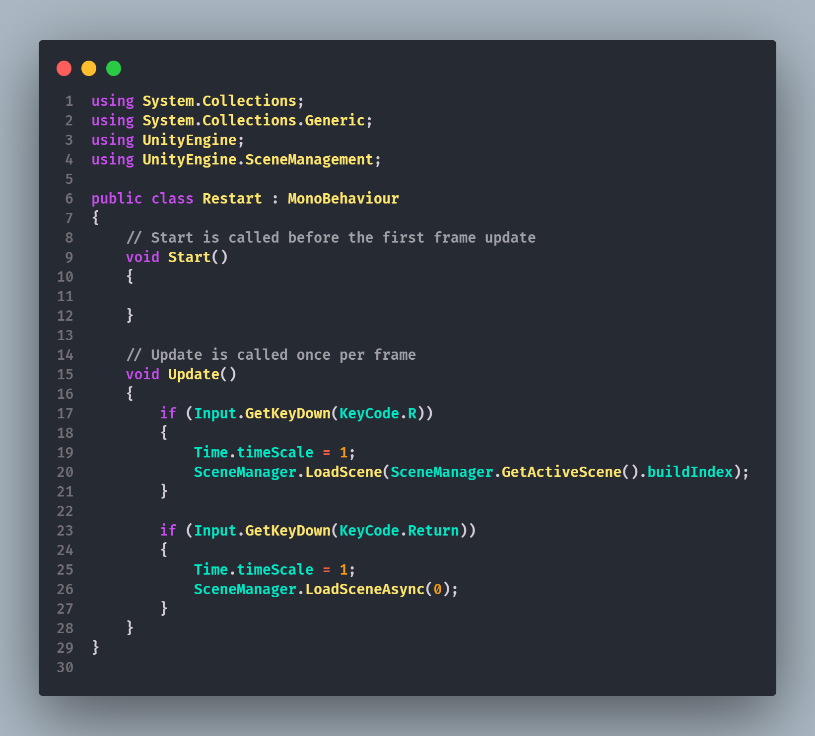 1 using System.Collections;
2 using System.Collections.Generic;
3 using UnityEngine;
4 using UnityEngine.SceneManagement;
5
6 public class Restart : MonoBehaviour
7 {
8     // Start is called before the first frame update
9     void Start()
10     {
11
12     }
13
14     // Update is called once per frame
15     void Update()
16     {
17         if (Input.GetKeyDown(KeyCode.R))
18         {
19             Time.timeScale = 1;
20             SceneManager.LoadScene(SceneManager.GetActiveScene().buildIndex);
21         }
22
23         if (Input.GetKeyDown(KeyCode.Return))
24         {
25             Time.timeScale = 1;
26             SceneManager.LoadSceneAsync(0);
27         }
28     }
29 }
30